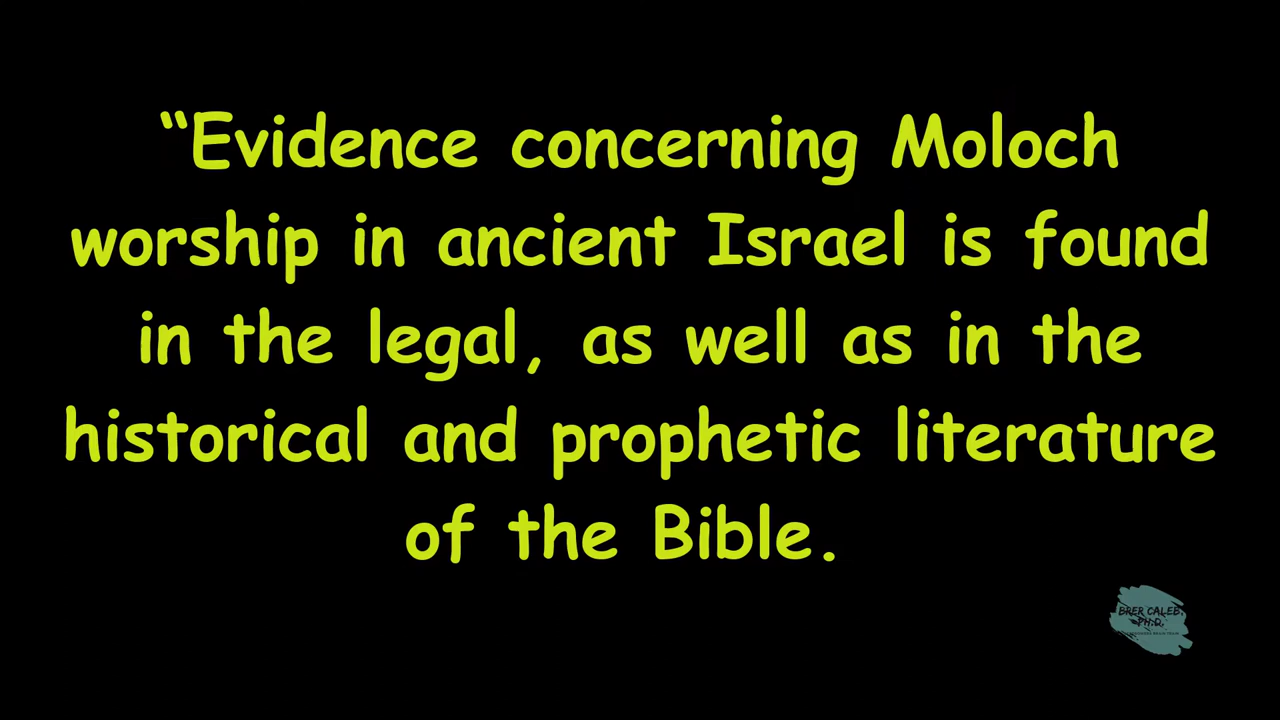 “Evidence concerning Moloch
worship in ancient Israel is found
in the legal, as well as in the
historical and prophetic literature
of the Bible.
BRER CALEB,
PH.D.